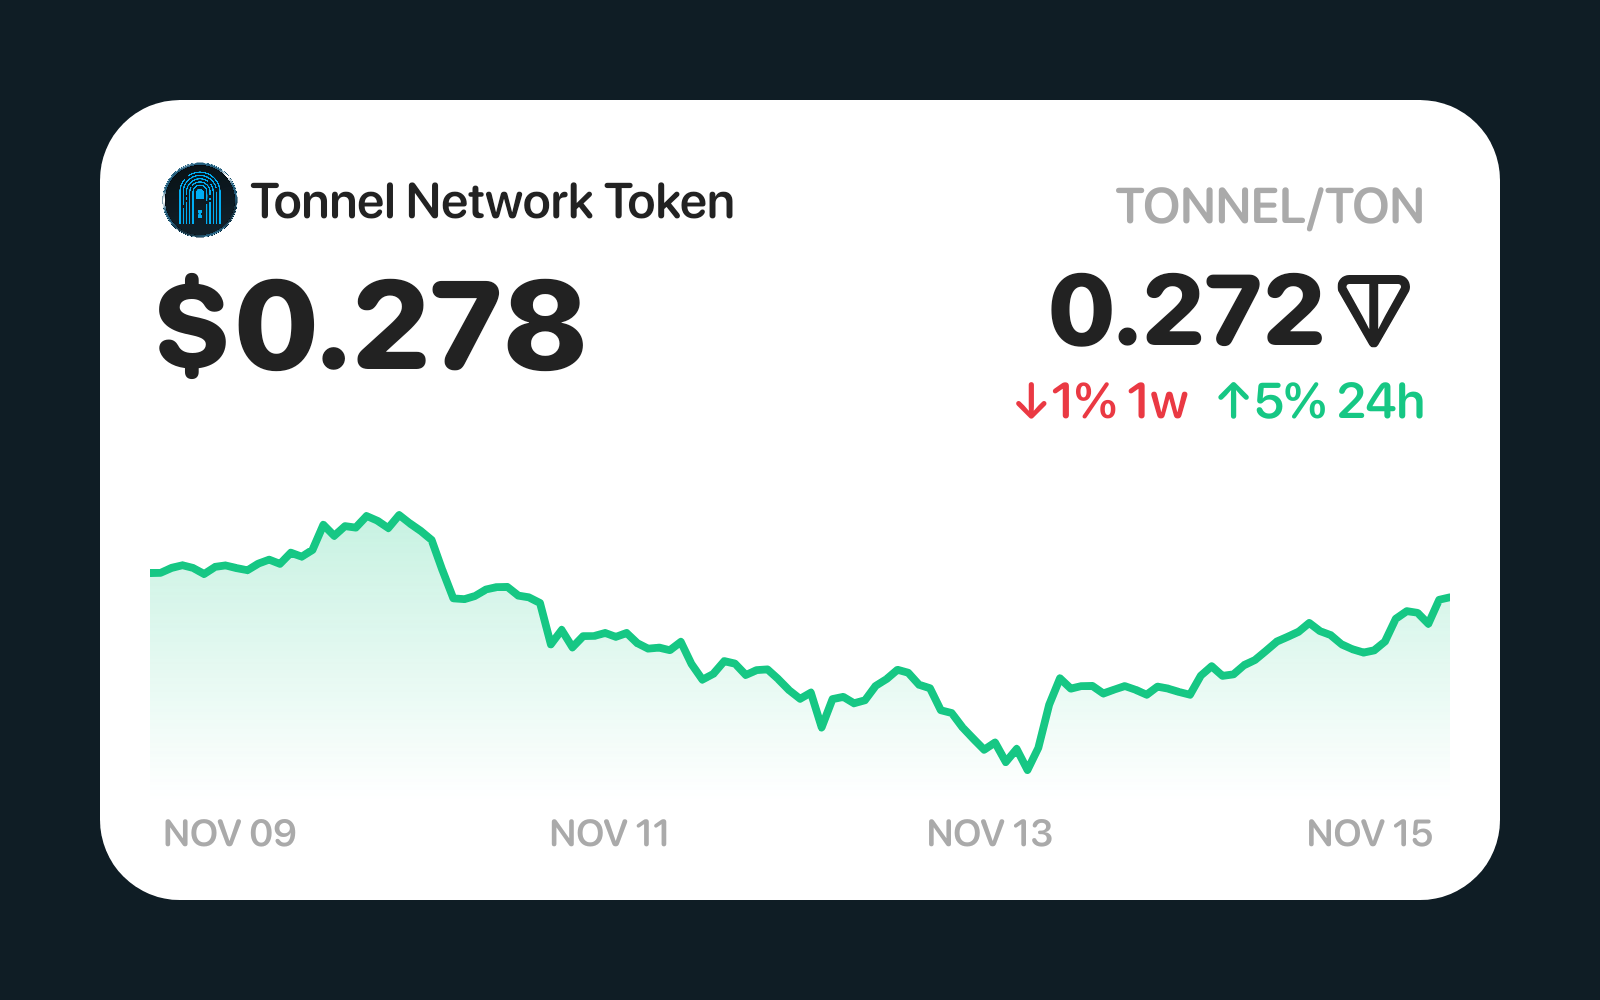 Tonnel Network Token
TONNEL/TON
$0.278
0.272
↓1% 1w ↑5% 24h
NOV 09 NOV 11 NOV 13 NOV 15